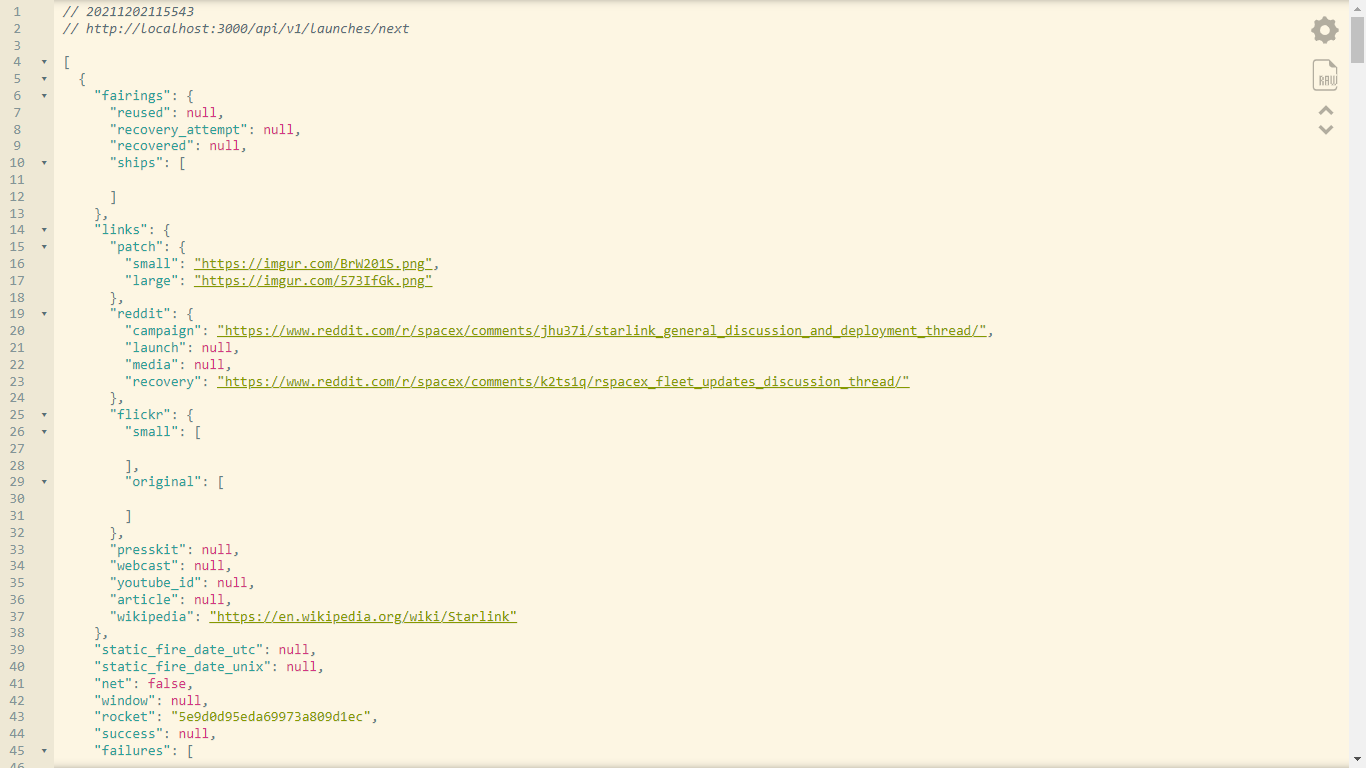 1 // 20211202115543
2 // http://localhost:3000/api/v1/launches/next
3
4 [
5 {
6 "fairings": {
7 "reused": null,
8 "recovery_attempt": null,
9 "recovered": null,
10 "ships": [
11
12 ]
13 },
14 "links": {
15 "patch": {
16 "small": "https://imgur.com/BrW201S.png",
17 "large": "https://imgur.com/573IfGk.png"
18 },
19 "reddit": {
20 "campaign": "https://www.reddit.com/r/spacex/comments/jhu37i/starlink_general_discussion_and_deployment_thread/",
21 "launch": null,
22 "media": null,
23 "recovery": "https://www.reddit.com/r/spacex/comments/k2ts1q/rspacex_fleet_updates_discussion_thread/"
24 },
25 "flickr": {
26 "small": [
27
28 ],
29 "original": [
30
31 ]
32 },
33 "presskit": null,
34 "webcast": null,
35 "youtube_id": null,
36 "article": null,
37 "wikipedia": "https://en.wikipedia.org/wiki/Starlink"
38 },
39 "static_fire_date_utc": null,
40 "static_fire_date_unix": null,
41 "net": false,
42 "window": null,
43 "rocket": "5e9d0d95eda69973a809d1ec",
44 "success": null,
45 "failures": [
46
RAW